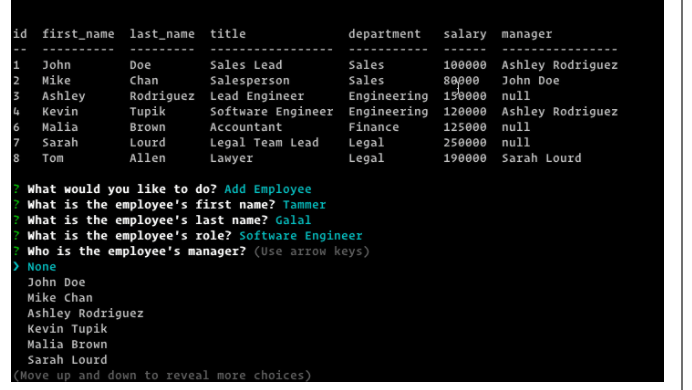 id  first_name  last_name  title              department   salary  manager
--  ----------  ---------  -----------------  -----------  ------  ----------------
1   John        Doe        Sales Lead         Sales        100000  Ashley Rodriguez
2   Mike        Chan       Salesperson        Sales        80000   John Doe
3   Ashley      Rodriguez  Lead Engineer      Engineering  150000  null
4   Kevin       Tupik      Software Engineer  Engineering  120000  Ashley Rodriguez
6   Malia       Brown      Accountant         Finance      125000  null
7   Sarah       Lourd      Legal Team Lead    Legal        250000  null
8   Tom         Allen      Lawyer             Legal        190000  Sarah Lourd
? What would you like to do? Add Employee
? What is the employee's first name? Tammer
? What is the employee's last name? Galal
? What is the employee's role? Software Engineer
? Who is the employee's manager? (Use arrow keys)
❯ None
John Doe
Mike Chan
Ashley Rodriguez
Kevin Tupik
Malia Brown
Sarah Lourd
(Move up and down to reveal more choices)